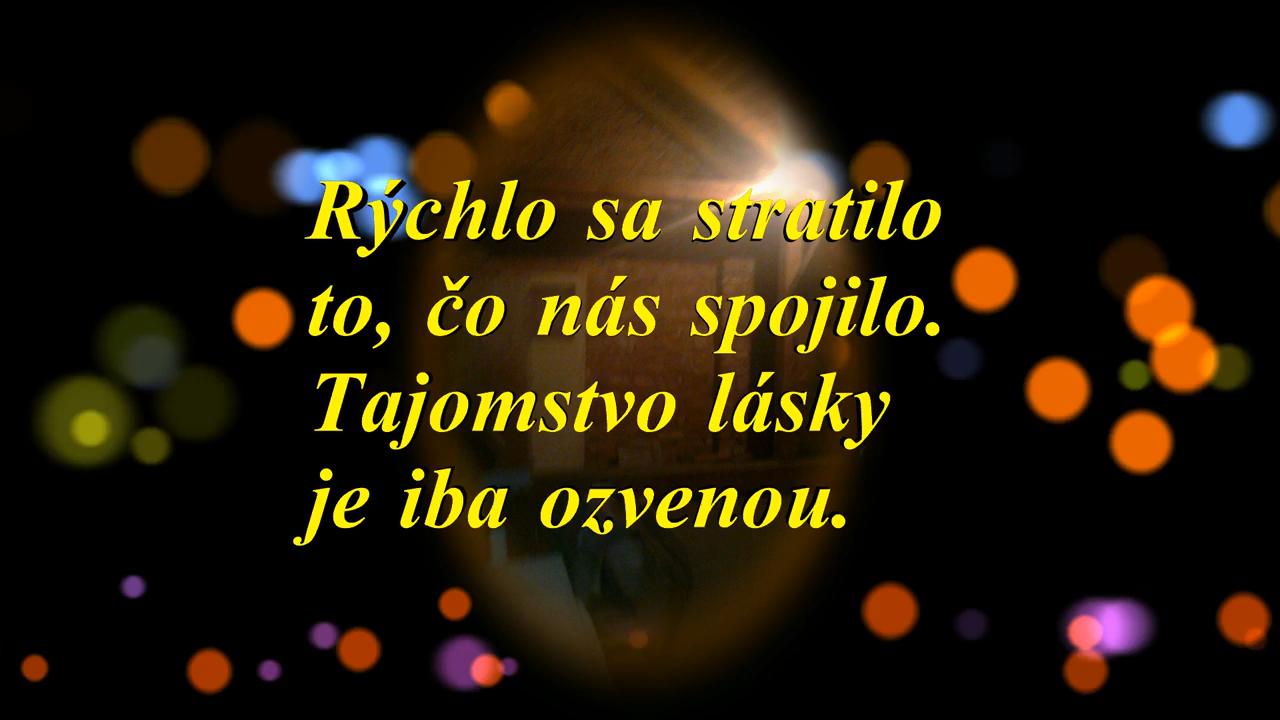 Rýchlo sa stratilo
to, čo nás spojilo.
Tajomstvo lásky
je iba ozvenou.